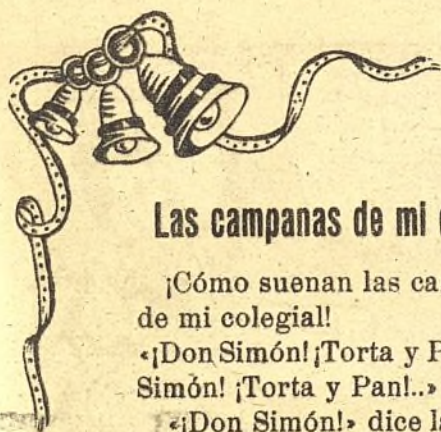 Las campanas de mi
¡Cómo suenan las ca
de mi colegial!
«¡Don Simón! ¡Torta y P
Simón! ¡Torta y Pan!..»
«¡Don Simón!» dice la